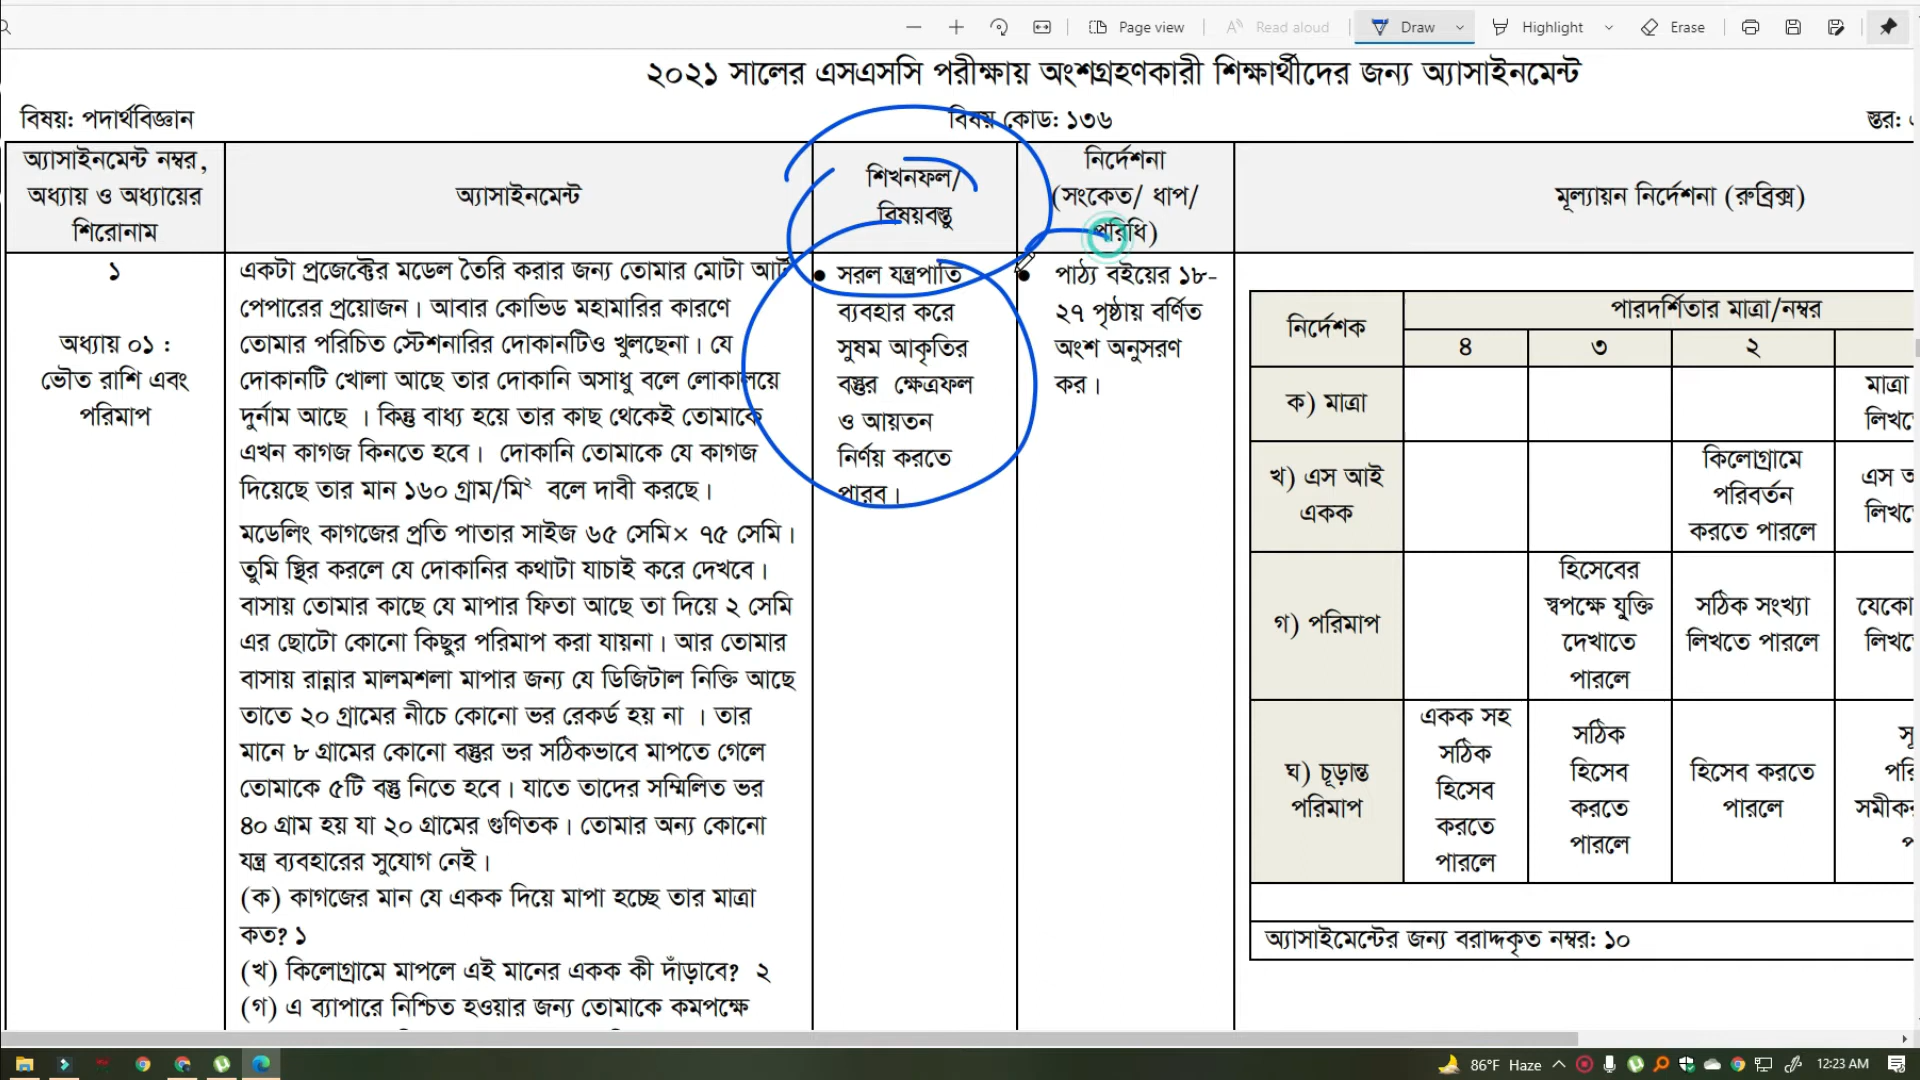 Page view
Read aloud
Draw
Highlight
Erase
২০২১ সালের এসএসসি পরীক্ষায় অংশগ্রহণকারী শিক্ষার্থীদের জন্য অ্যাসাইনমেন্ট
বিষয়: পদার্থবিজ্ঞান
বিষয় কোড: ১৩৬
স্তর:
অ্যাসাইনমেন্ট নম্বর,
অধ্যায় ও অধ্যায়ের
শিরোনাম
অ্যাসাইনমেন্ট
শিখনফল/
বিষয়বস্তু
নির্দেশনা
(সংকেত/ ধাপ/
পরিধি)
মূল্যায়ন নির্দেশনা (রুব্রিক্স)
১
অধ্যায় ০১ :
ভৌত রাশি এবং
পরিমাপ
একটা প্রজেক্টের মডেল তৈরি করার জন্য তোমার মোটা আর্ট
পেপারের প্রয়োজন। আবার কোভিড মহামারির কারণে
তোমার পরিচিত স্টেশনারির দোকানটিও খুলছেনা। যে
দোকানটি খোলা আছে তার দোকানি অসাধু বলে লোকালয়ে
দুর্নাম আছে । কিন্তু বাধ্য হয়ে তার কাছ থেকেই তোমাকে
এখন কাগজ কিনতে হবে। দোকানি তোমাকে যে কাগজ
দিয়েছে তার মান ১৬০ গ্রাম/মি² বলে দাবী করছে।
মডেলিং কাগজের প্রতি পাতার সাইজ ৬৫ সেমি× ৭৫ সেমি।
তুমি স্থির করলে যে দোকানির কথাটা যাচাই করে দেখবে।
বাসায় তোমার কাছে যে মাপার ফিতা আছে তা দিয়ে ২ সেমি
এর ছোটো কোনো কিছুর পরিমাপ করা যায়না। আর তোমার
বাসায় রান্নার মালমশলা মাপার জন্য যে ডিজিটাল নিক্তি আছে
তাতে ২০ গ্রামের নীচে কোনো ভর রেকর্ড হয় না । তার
মানে ৮ গ্রামের কোনো বস্তুর ভর সঠিকভাবে মাপতে গেলে
তোমাকে ৫টি বস্তু নিতে হবে। যাতে তাদের সম্মিলিত ভর
৪০ গ্রাম হয় যা ২০ গ্রামের গুণিতক। তোমার অন্য কোনো
যন্ত্র ব্যবহারের সুযোগ নেই।
(ক) কাগজের মান যে একক দিয়ে মাপা হচ্ছে তার মাত্রা
কত? ১
(খ) কিলোগ্রামে মাপলে এই মানের একক কী দাঁড়াবে? ২
(গ) এ ব্যাপারে নিশ্চিত হওয়ার জন্য তোমাকে কমপক্ষে
● সরল যন্ত্রপাতি
ব্যবহার করে
সুষম আকৃতির
বস্তুর ক্ষেত্রফল
ও আয়তন
নির্ণয় করতে
পারব।
● পাঠ্য বইয়ের ১৮-
২৭ পৃষ্ঠায় বর্ণিত
অংশ অনুসরণ
কর।
নির্দেশক
পারদর্শিতার মাত্রা/নম্বর
৪
৩
২
ক) মাত্রা
মাত্রা
খ) এস আই
একক
কিলোগ্রামে
পরিবর্তন
করতে পারলে
এস
গ) পরিমাপ
হিসেবের
স্বপক্ষে যুক্তি
দেখাতে
পারলে
সঠিক সংখ্যা
লিখতে পারলে
ঘ) চূড়ান্ত
পরিমাপ
একক সহ
সঠিক
হিসেব
করতে
পারলে
সঠিক
হিসেব
করতে
পারলে
হিসেব করতে
পারলে
অ্যাসাইমেন্টের জন্য বরাদ্দকৃত নম্বর: ১০
86°F Haze
12:23 AM